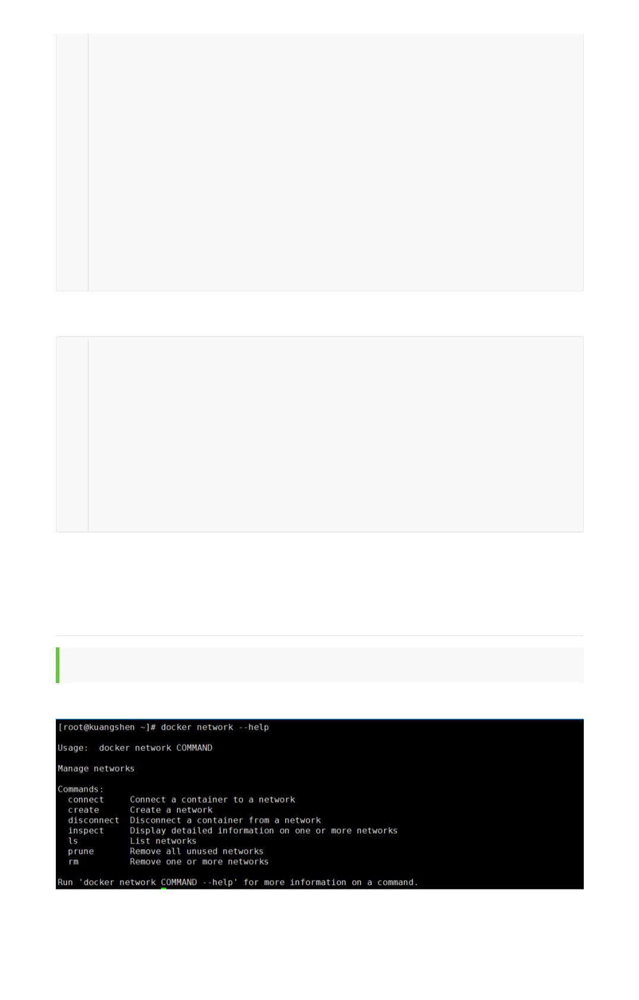 [root@kuangshen ~]# docker network --help
Usage:  docker network COMMAND
Manage networks
Commands:
  connect     Connect a container to a network
  create      Create a network
  disconnect  Disconnect a container from a network
  inspect     Display detailed information on one or more networks
  ls          List networks
  prune       Remove all unused networks
  rm          Remove one or more networks
Run 'docker network COMMAND --help' for more information on a command.